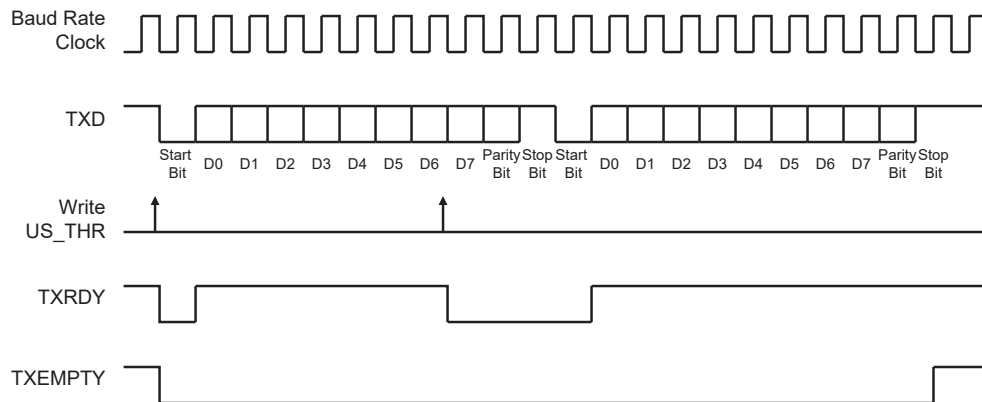 Baud Rate
Clock
TXD
Start
Bit
D0 D1 D2 D3 D4 D5 D6 D7
Parity
Bit
Stop
Bit
Start
Bit
D0 D1 D2 D3 D4 D5 D6 D7
Parity
Bit
Stop
Bit
Write
US_THR
TXRDY
TXEMPTY